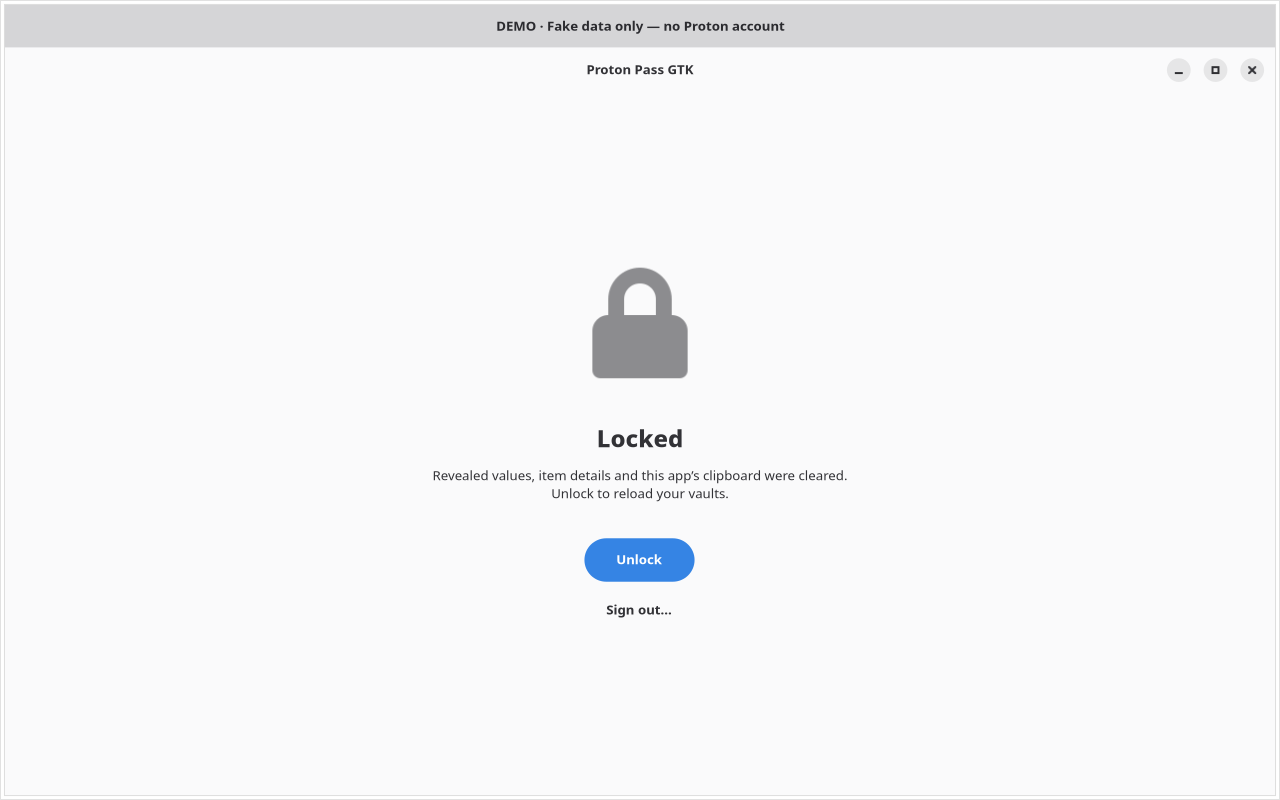 DEMO · Fake data only — no Proton account
Proton Pass GTK
Locked
Revealed values, item details and this app’s clipboard were cleared.
Unlock to reload your vaults.
Unlock
Sign out…